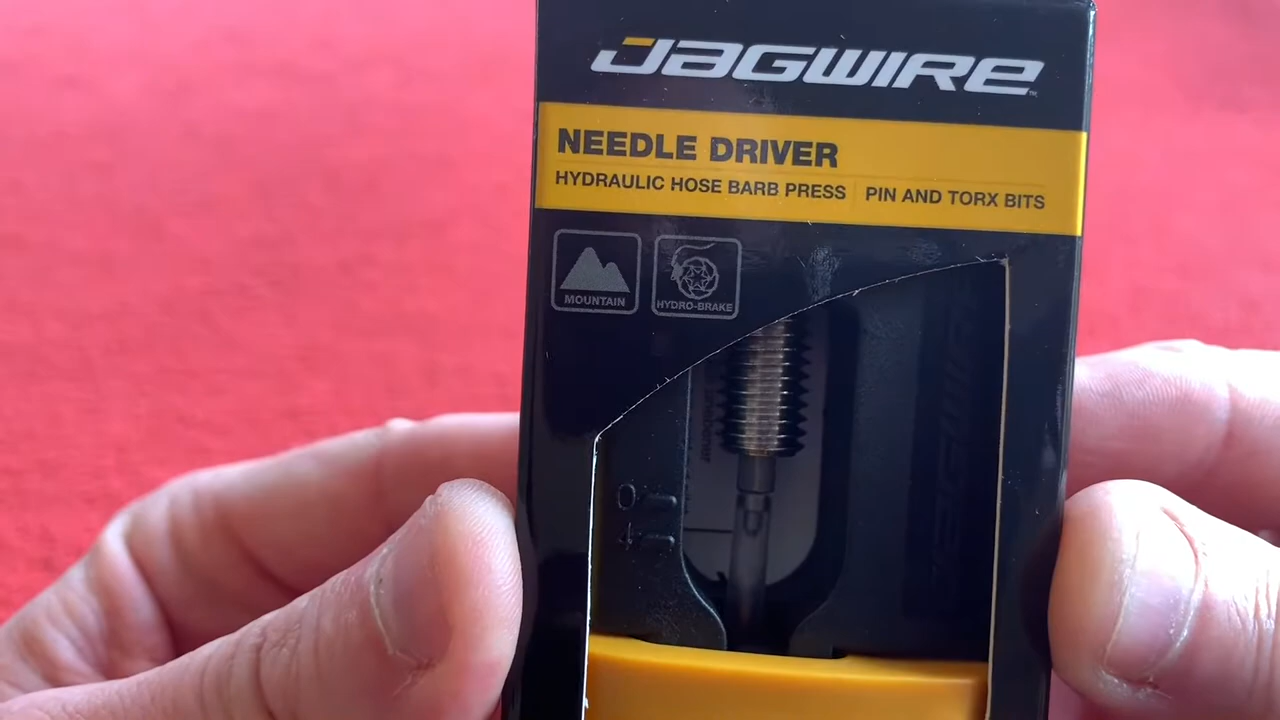 JAGWIRE
NEEDLE DRIVER
HYDRAULIC HOSE BARB PRESS | PIN AND TORX BITS
MOUNTAIN
HYDRO-BRAKE